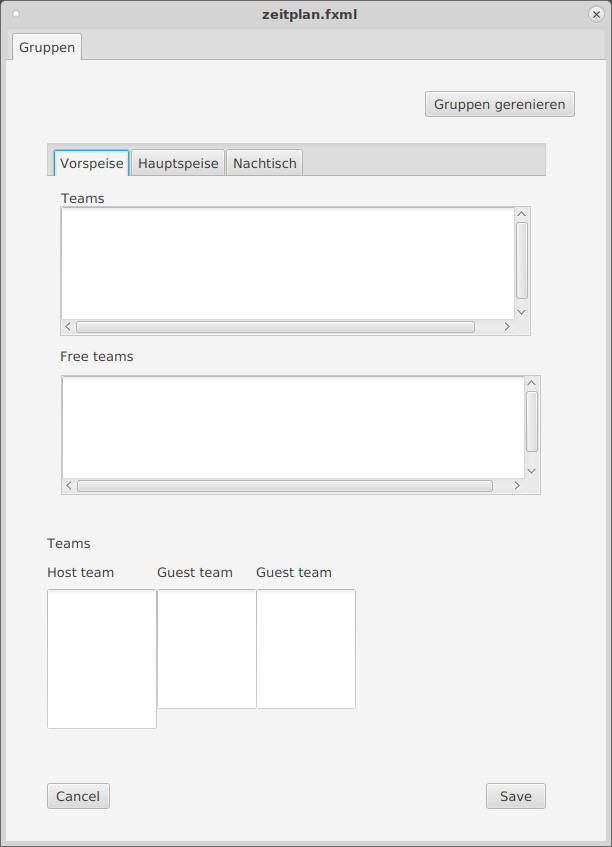 zeitplan.fxml
Gruppen
Gruppen gerenieren
Vorspeise Hauptspeise Nachtisch
Teams
Free teams
Teams
Host team Guest team Guest team
Cancel Save